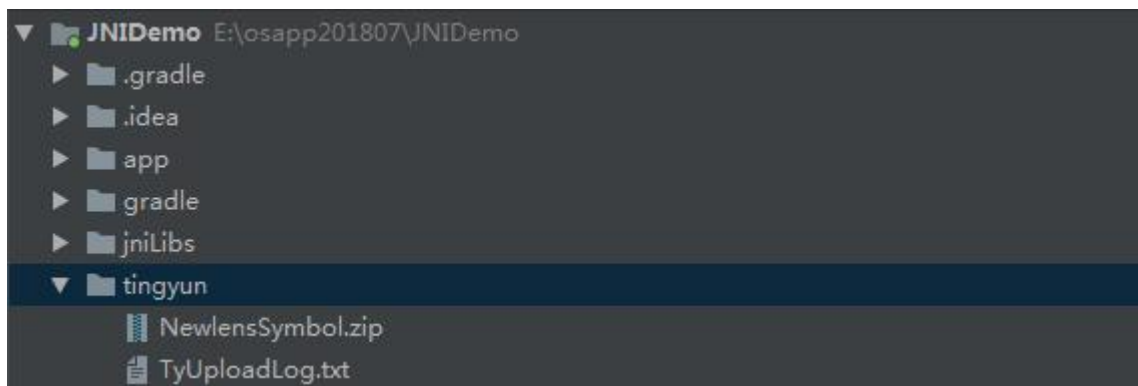 JNIDemo E:\osapp201807\JNIDemo
.gradle
.idea
app
gradle
jniLibs
tingyun
NewlensSymbol.zip
TyUploadLog.txt